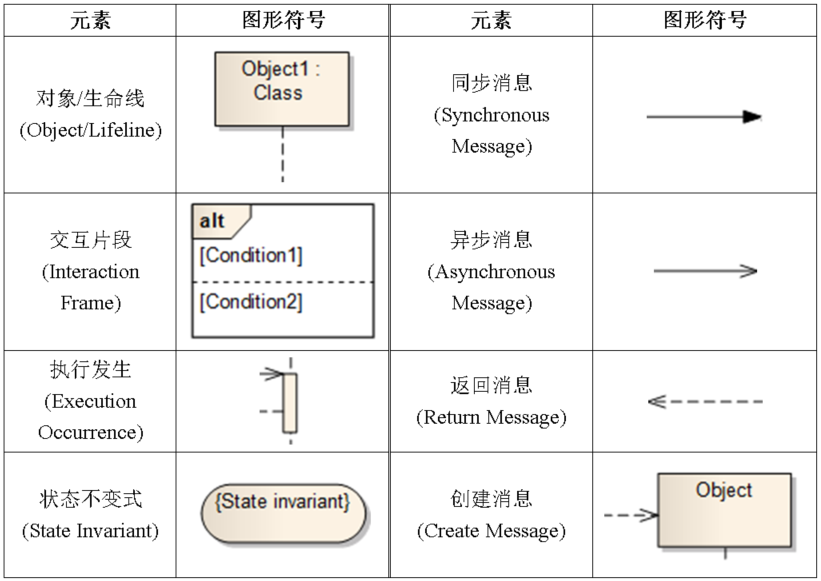 元素 图形符号 元素 图形符号
对象/生命线
(Object/Lifeline)
Object1 :
Class
同步消息
(Synchronous
Message)
交互片段
(Interaction
Frame)
alt
[Condition1]
[Condition2]
异步消息
(Asynchronous
Message)
执行发生
(Execution
Occurrence)
返回消息
(Return Message)
状态不变式
(State Invariant)
{State invariant}
创建消息
(Create Message)
Object